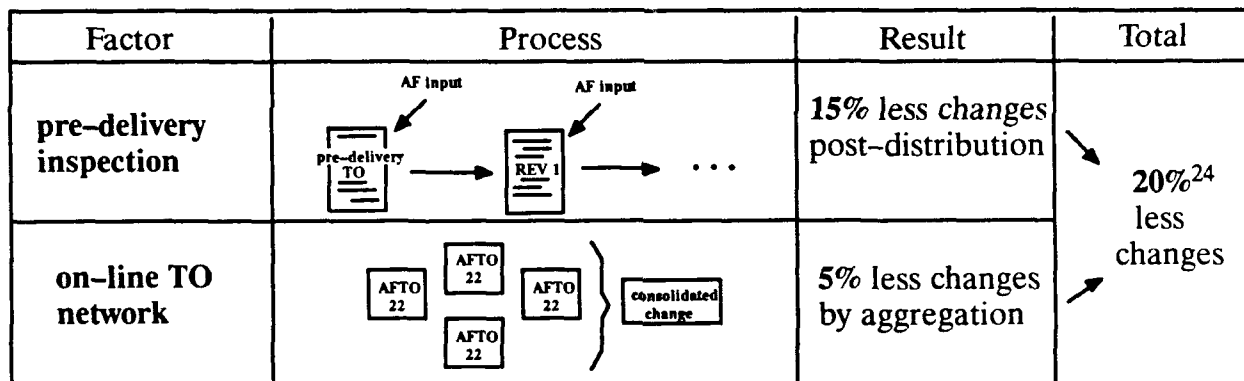 Factor
Process
Result
Total
pre–delivery
inspection
AF input
AF input
pre–delivery
TO
REV 1
• • •
15% less changes
post–distribution
20%24
less
changes
on–line TO
network
AFTO
22
AFTO
22
AFTO
22
AFTO
22
consolidated
change
5% less changes
by aggregation